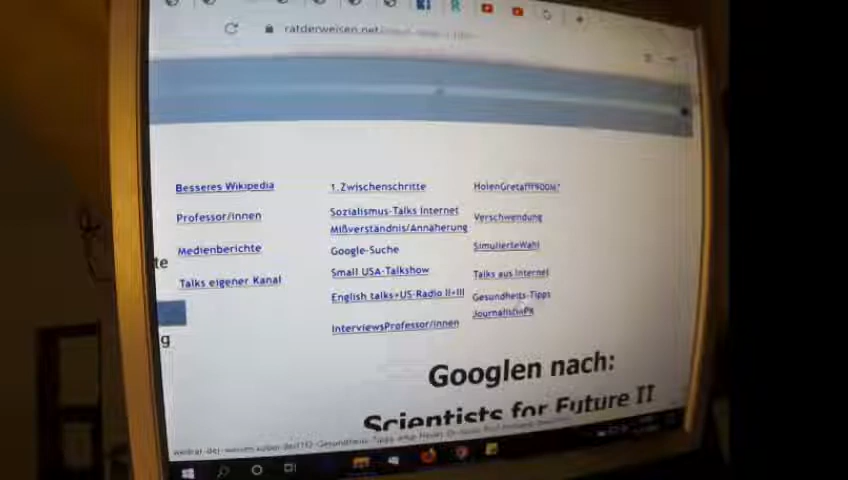 ratderweisen.net
Besseres Wikipedia
Professor/innen
Medienberichte
Talks eigener Kanal
1.Zwischenschritte
Sozialismus-Talks Internet
Mißverständnis/Annäherung
Google-Suche
Small USA-Talkshow
English talks+US-Radio II+III
InterviewsProfessor/innen
Verschwendung
SimulierteWahl
Talks aus Internet
Gesundheits-Tipps
te
g
Googlen nach:
Scientists for Future II